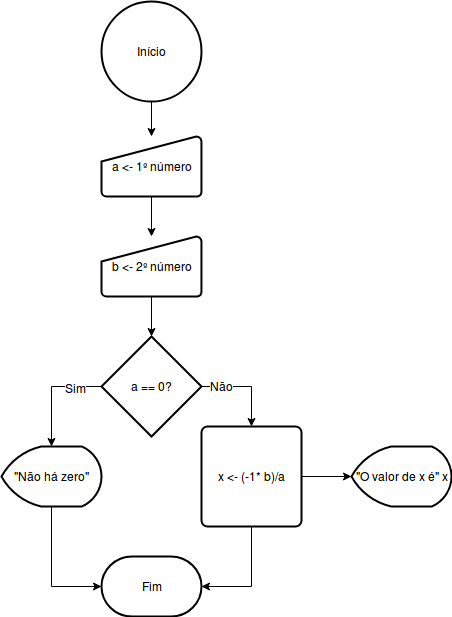 Início
a <- 1º número
b <- 2º número
a == 0?
Sim
Não
"Não há zero"
x <- (-1* b)/a
"O valor de x é" x
Fim